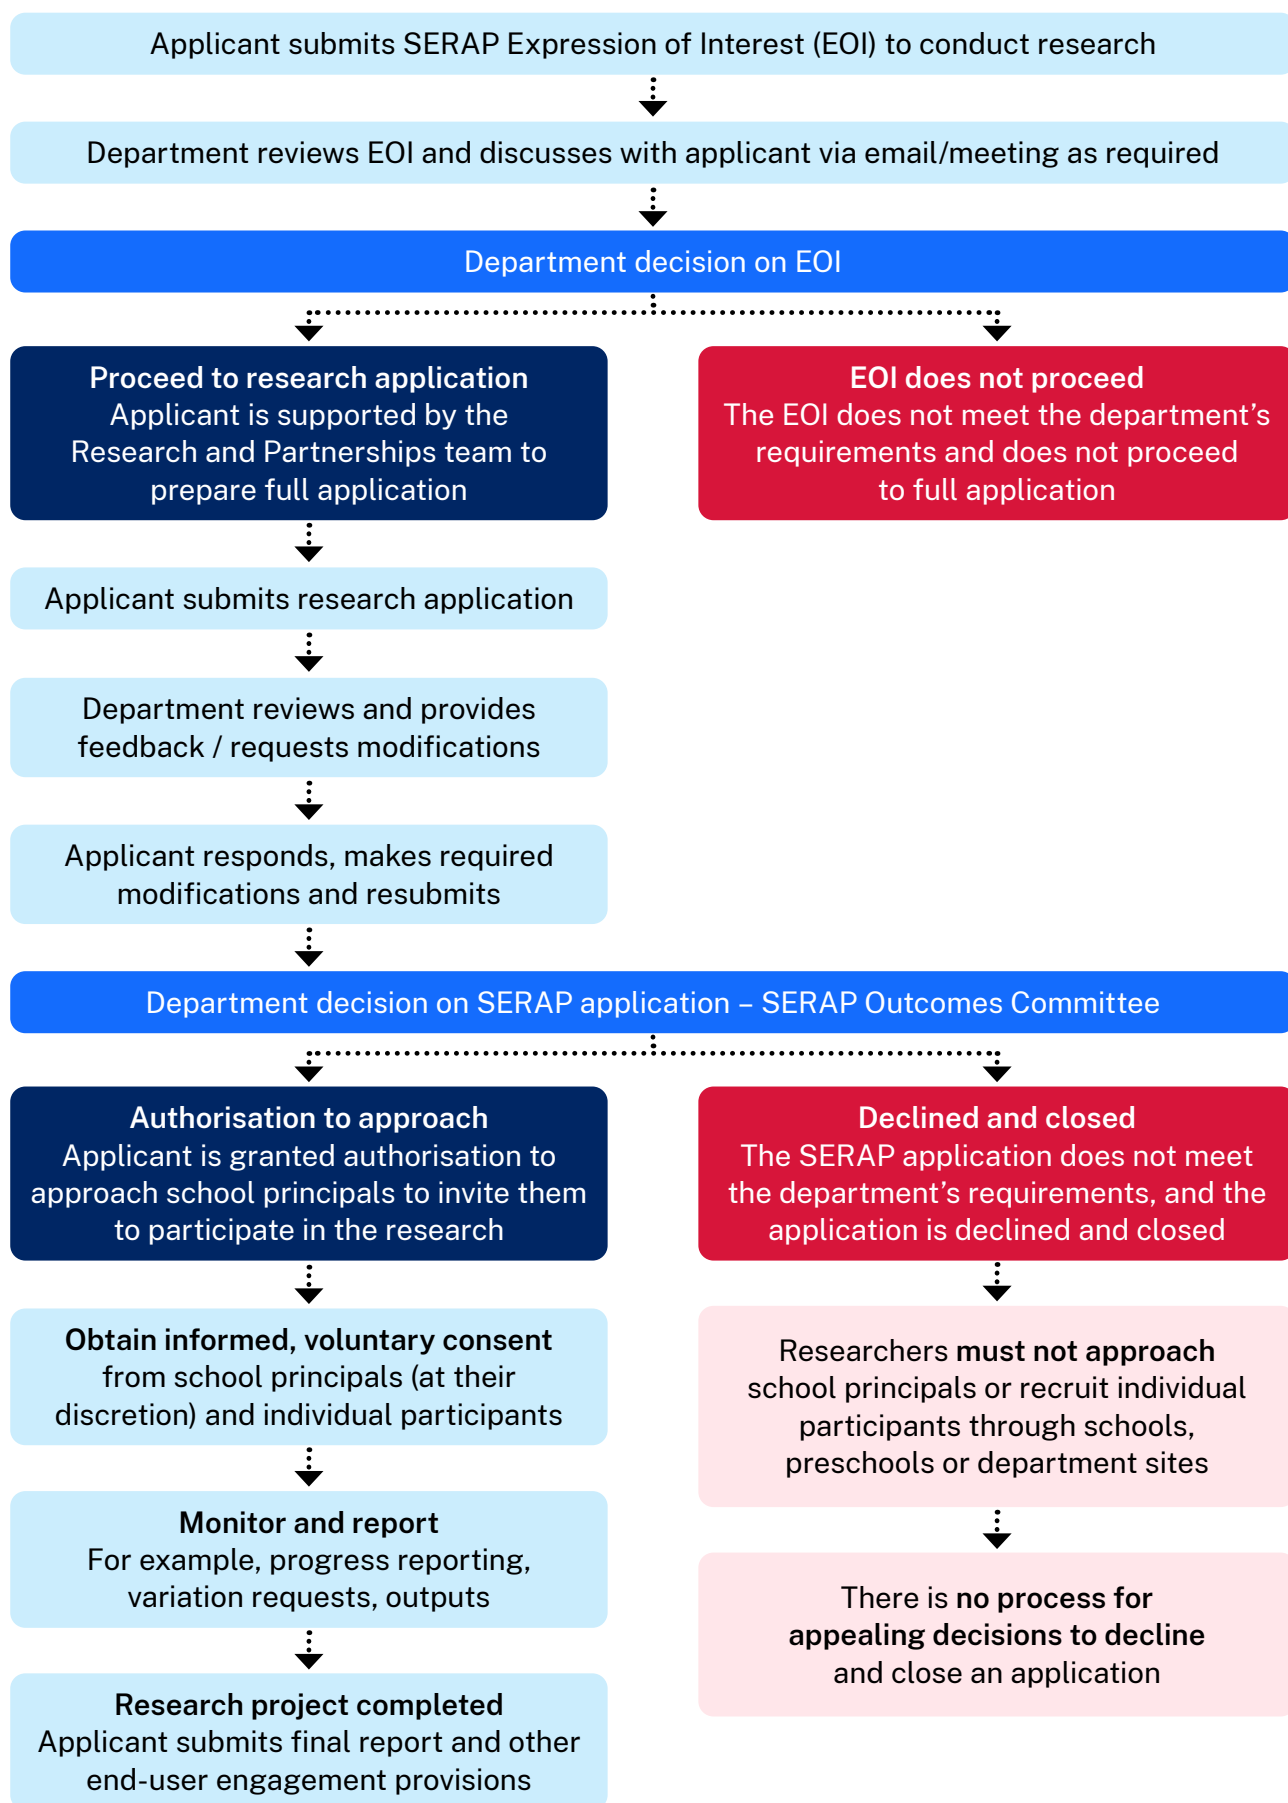 Applicant submits SERAP Expression of Interest (EOI) to conduct research
Department reviews EOI and discusses with applicant via email/meeting as required
Department decision on EOI
Proceed to research application
Applicant is supported by the
Research and Partnerships team to
prepare full application
EOI does not proceed
The EOI does not meet the department’s
requirements and does not proceed
to full application
Applicant submits research application
Department reviews and provides
feedback / requests modifications
Applicant responds, makes required
modifications and resubmits
Department decision on SERAP application – SERAP Outcomes Committee
Authorisation to approach
Applicant is granted authorisation to
approach school principals to invite them
to participate in the research
Declined and closed
The SERAP application does not meet
the department’s requirements, and the
application is declined and closed
Obtain informed, voluntary consent
from school principals (at their
discretion) and individual participants
Researchers must not approach
school principals or recruit individual
participants through schools,
preschools or department sites
Monitor and report
For example, progress reporting,
variation requests, outputs
There is no process for
appealing decisions to decline
and close an application
Research project completed
Applicant submits final report and other
end-user engagement provisions